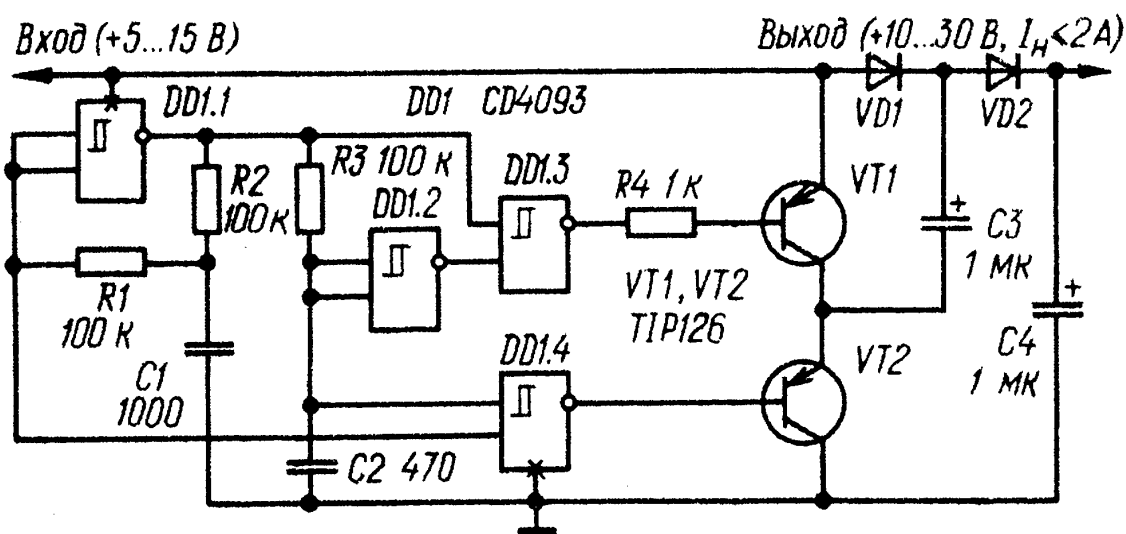 Вход (+5...15 В)
Выход (+10...30 В, Iн<2А)
DD1.1
DD1 CD4093
VD1
VD2
R2
100 к
R3 100 к
DD1.2
DD1.3
R4 1 к
VT1
C3
1 мк
R1
100 к
VT1, VT2
TIP126
C1
1000
DD1.4
VT2
C4
1 мк
C2 470